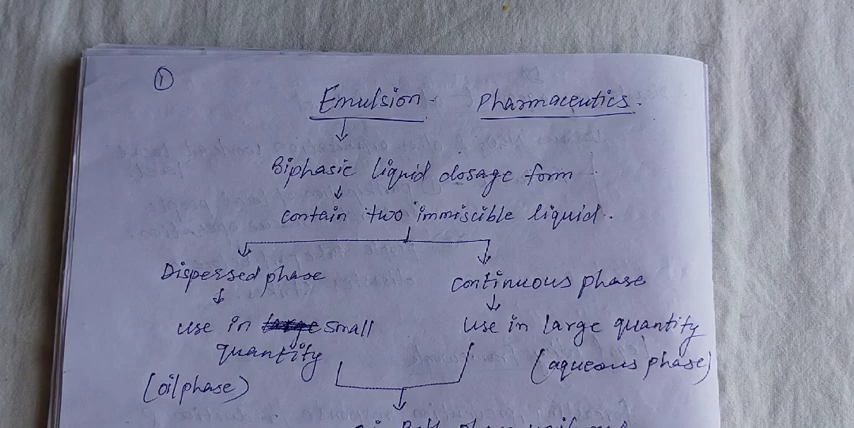 ①
Emulsion. Pharmaceutics.
Biphasic liquid dosage form
contain two immiscible liquid.
Dispersed phase continuous phase
use in small use in large quantity
quantity (aqueous phase)
(oil phase)